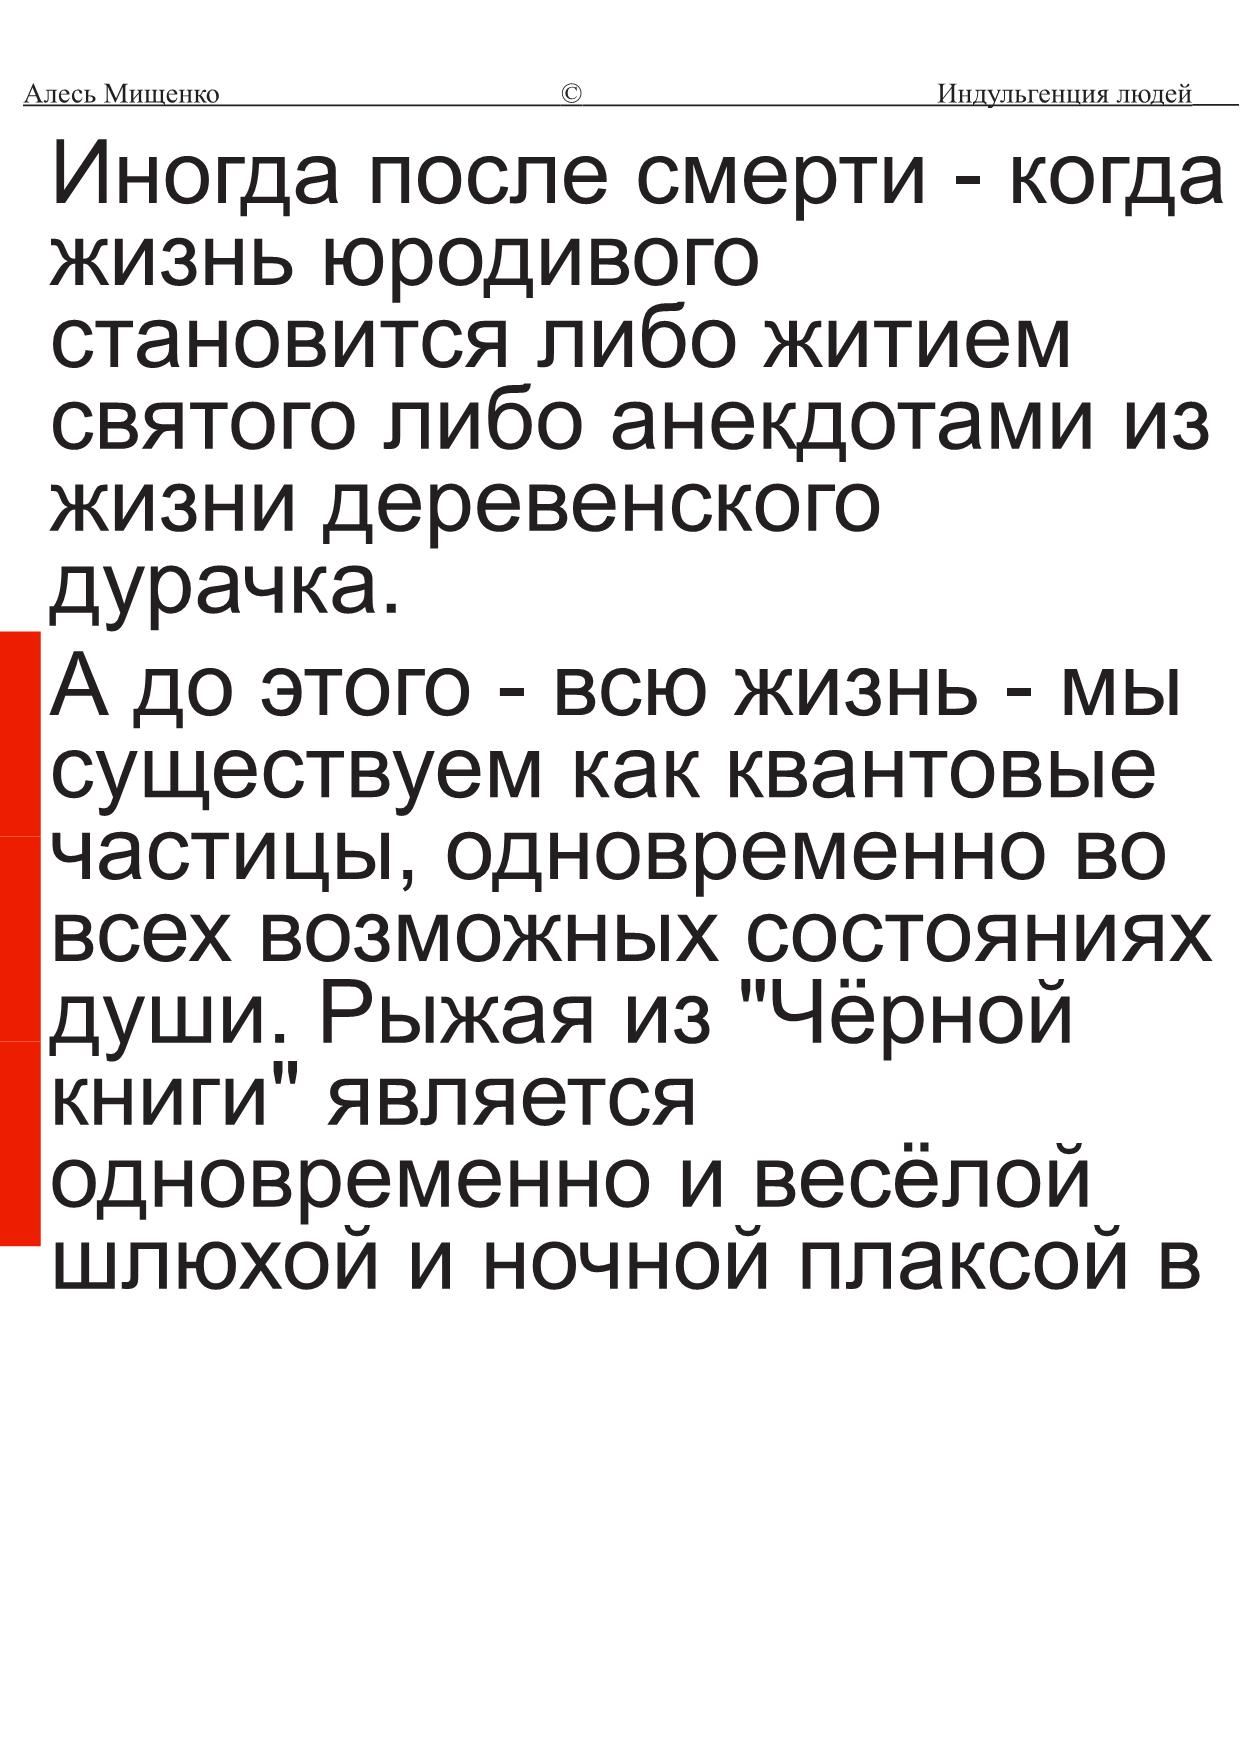 Алесь Мищенко © Индульгенция людей
Иногда после смерти - когда
жизнь юродивого
становится либо житием
святого либо анекдотами из
жизни деревенского
дурачка.
А до этого - всю жизнь - мы
существуем как квантовые
частицы, одновременно во
всех возможных состояниях
души. Рыжая из "Чёрной
книги" является
одновременно и весёлой
шлюхой и ночной плаксой в